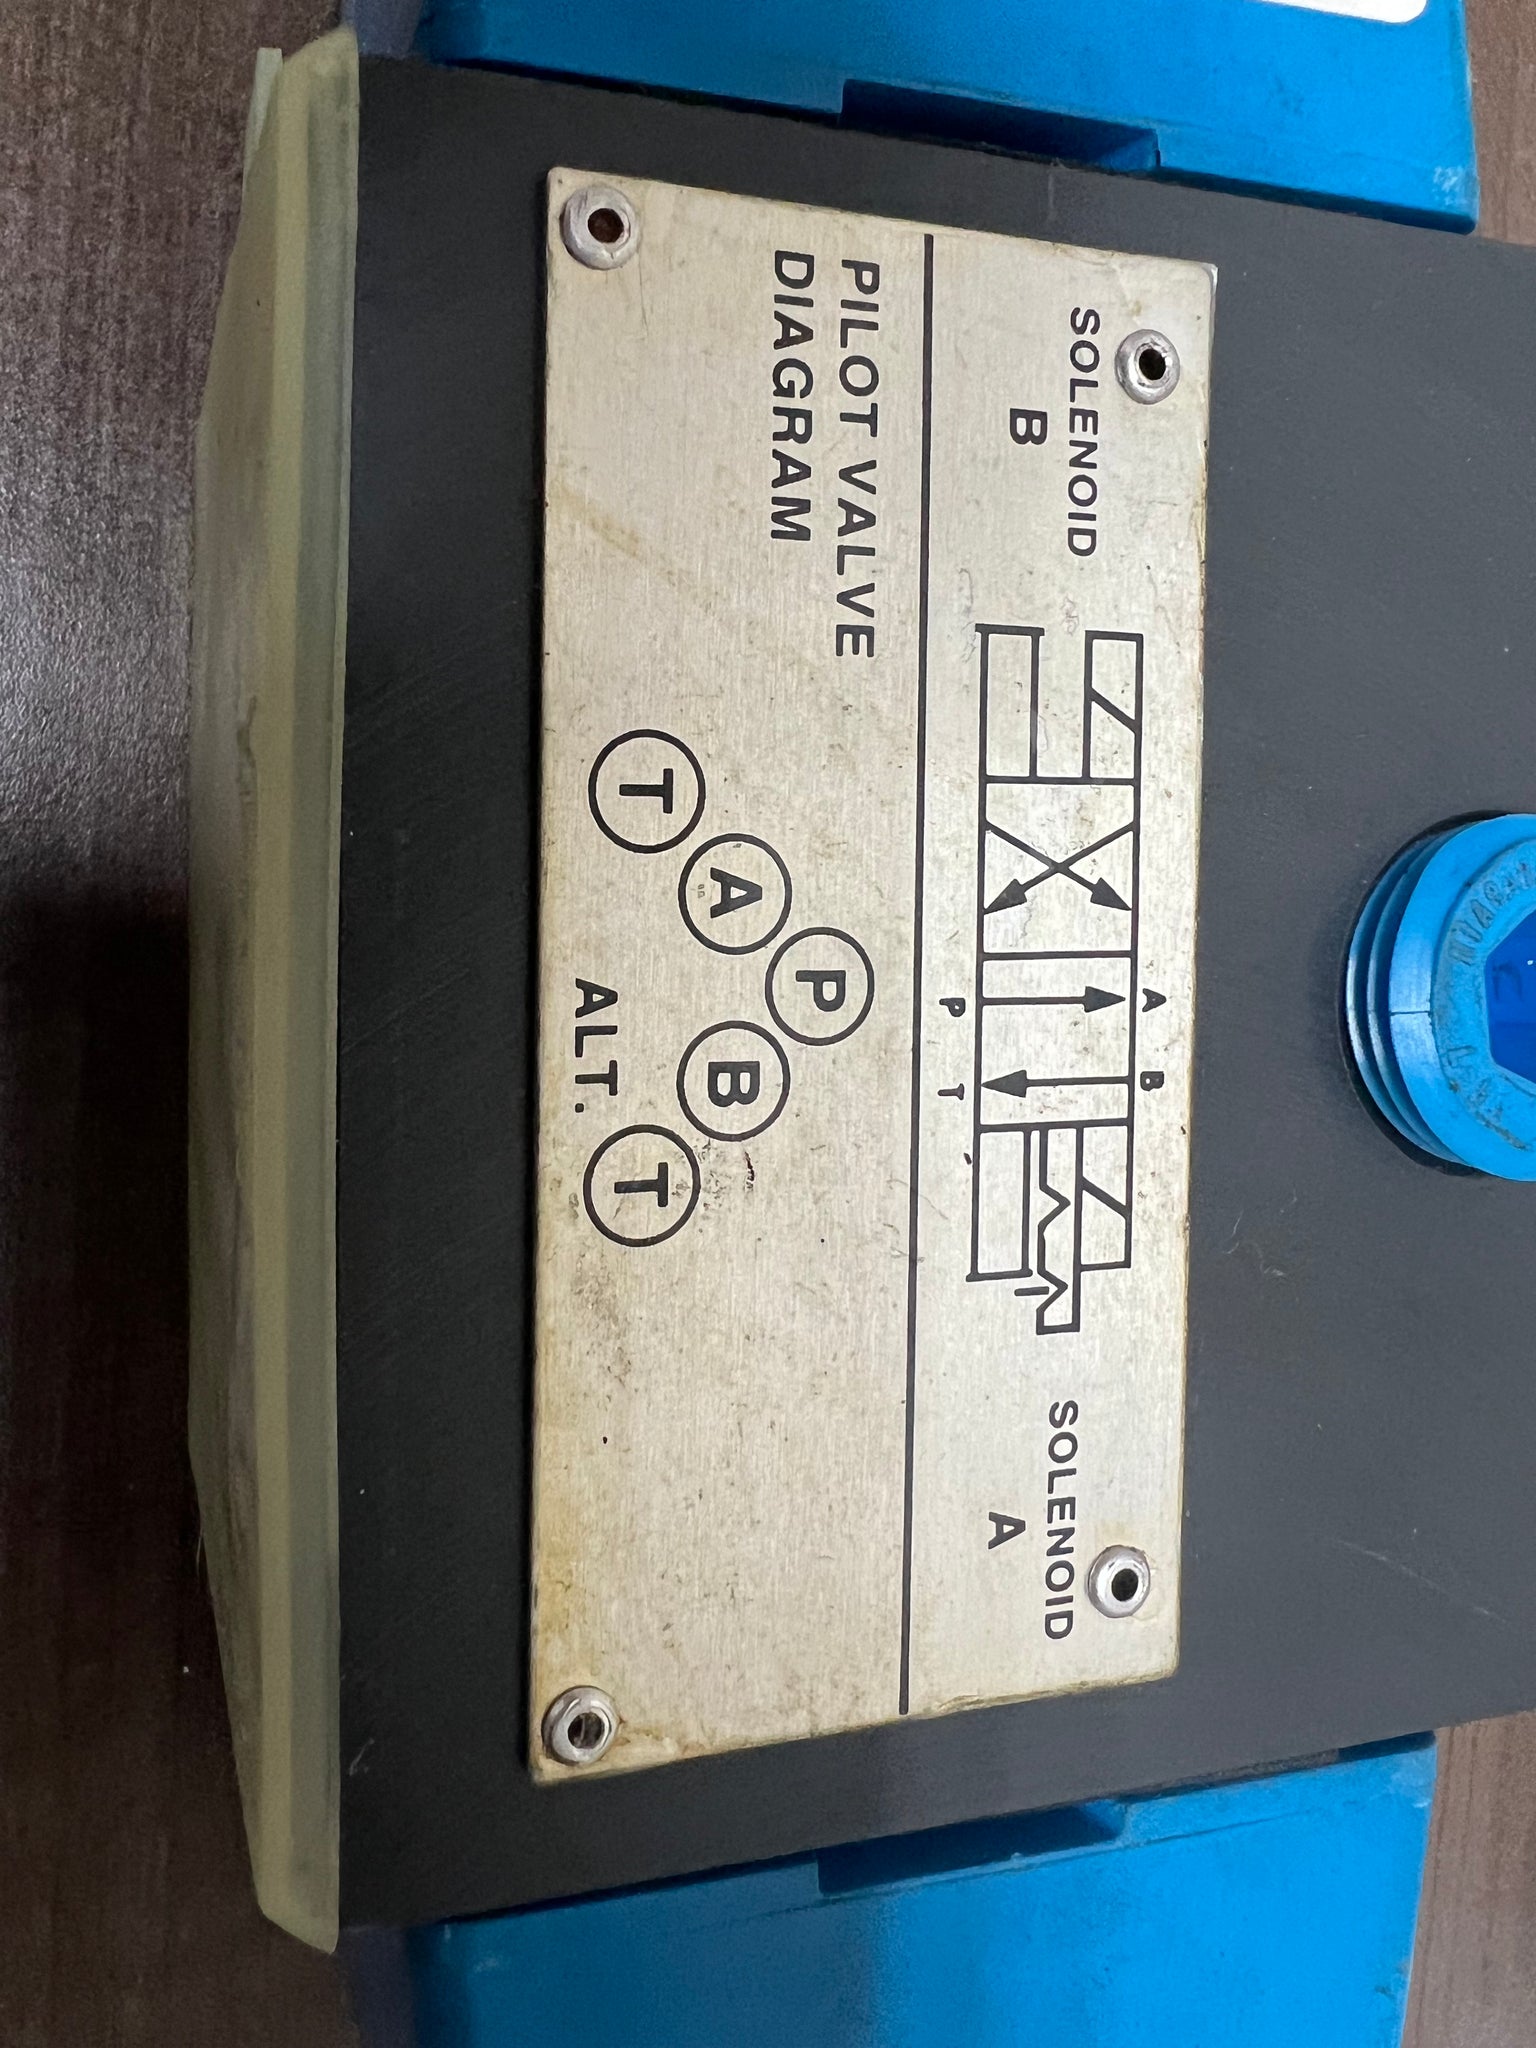 SOLENOID
B
A B
P T
SOLENOID
A
PILOT VALVE
DIAGRAM
P
A B
T T
ALT.